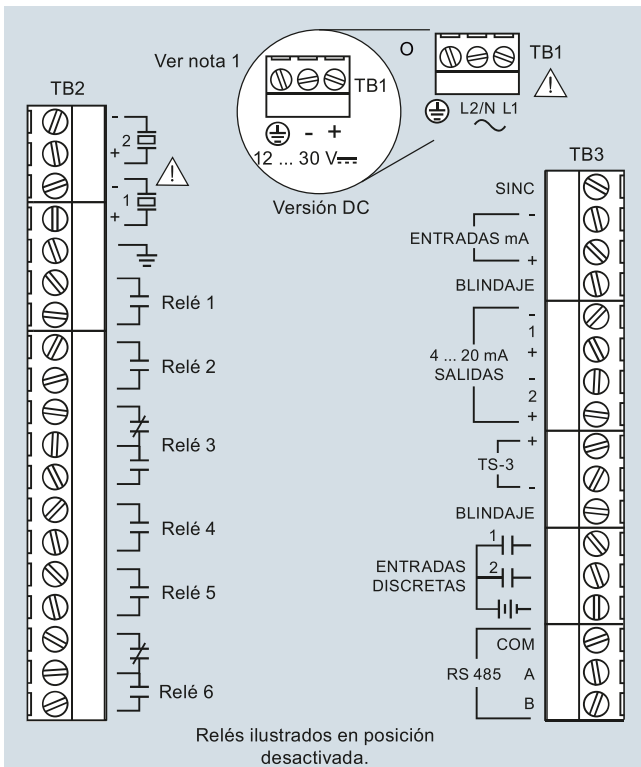 Ver nota 1
TB1
- +
12 ... 30 V
Versión DC
O
TB1
L2/N L1
TB2
-
2
+
-
1
+
Relé 1
Relé 2
Relé 3
Relé 4
Relé 5
Relé 6
TB3
SINC
-
ENTRADAS mA
+
BLINDAJE
-
1
4 ... 20 mA +
SALIDAS -
2
+
+
TS-3
-
BLINDAJE
1
ENTRADAS 2
DISCRETAS
COM
RS 485 A
B
Relés ilustrados en posición
desactivada.